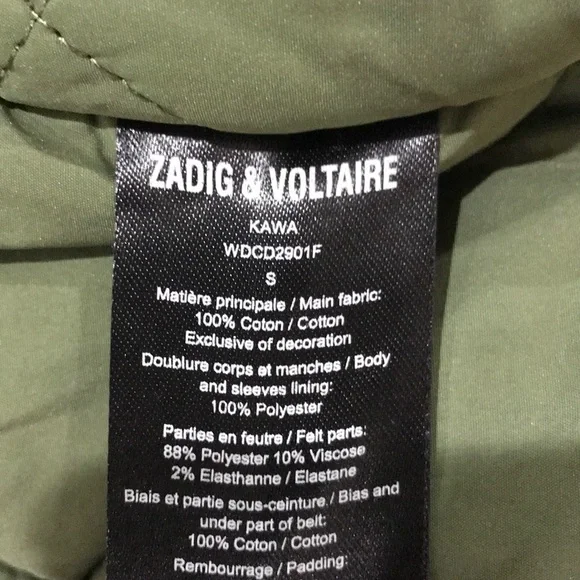 ZADIG & VOLTAIRE
KAWA
WDCD2901F
S
Matière principale / Main fabric:
100% Coton / Cotton
Exclusive of decoration
Doublure corps et manches / Body
and sleeves lining:
100% Polyester
Parties en feutre / Felt parts:
88% Polyester 10% Viscose
2% Elasthanne / Elastane
Biais et partie sous-ceinture / Bias and
under part of belt:
100% Coton / Cotton
Rembourrage / Padding: